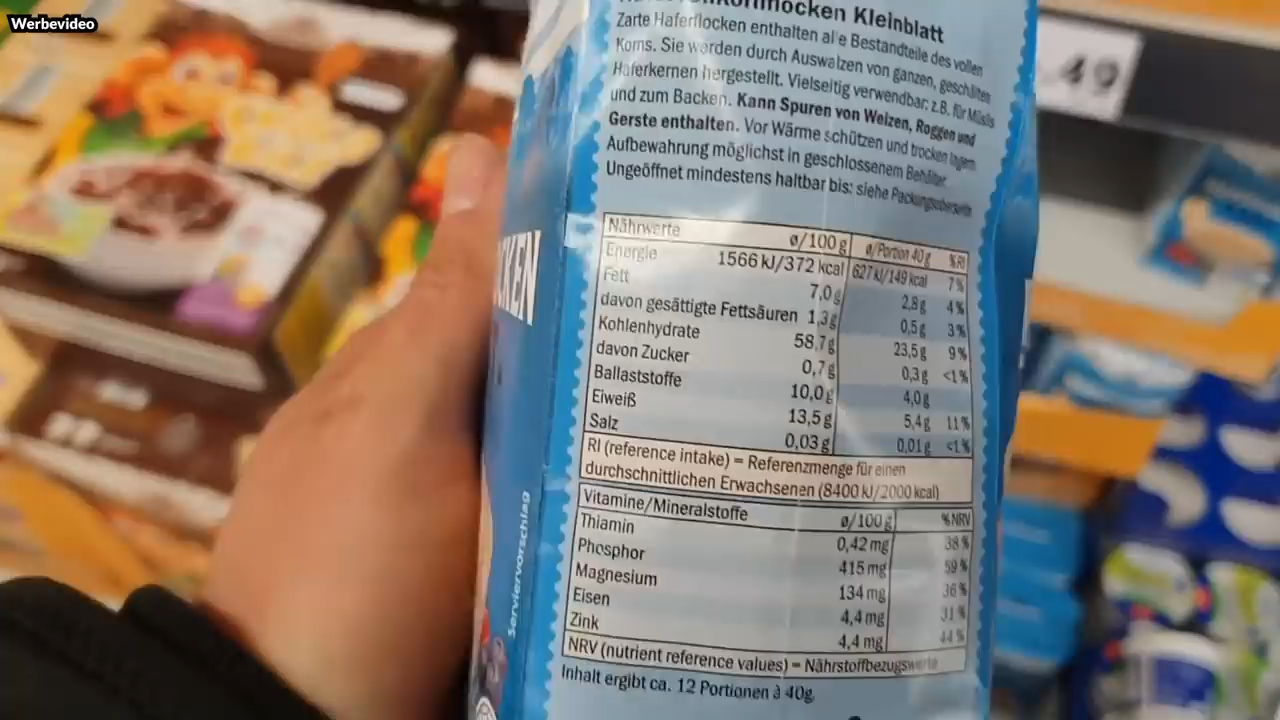 Werbevideo
.49
Kleinblatt
Zarte Haferflocken enthalten alle Bestandteile des vollen
Korns. Sie werden durch Auswalzen von ganzen, geschälten
Haferkernen hergestellt. Vielseitig verwendbar: z.B. für Müslis
und zum Backen. Kann Spuren von Weizen, Roggen und
Gerste enthalten. Vor Wärme schützen und trocken lagern.
Aufbewahrung möglichst in geschlossenem Behälter.
Ungeöffnet mindestens haltbar bis: siehe Packungsoberseite
Nährwerte ø/100 g ø/Portion 40 g %RI
Energie 1566 kJ/372 kcal 627 kJ/149 kcal 7%
Fett 7,0 g 2,8 g 4%
davon gesättigte Fettsäuren 1,3 g 0,5 g 3%
Kohlenhydrate 58,7 g 23,5 g 9%
davon Zucker 0,7 g 0,3 g <1%
Ballaststoffe 10,0 g 4,0 g
Eiweiß 13,5 g 5,4 g 11%
Salz 0,03 g 0,01 g <1%
RI (reference intake) = Referenzmenge für einen
durchschnittlichen Erwachsenen (8400 kJ/2000 kcal)
Vitamine/Mineralstoffe ø/100 g %NRV
Thiamin 0,42 mg 38%
Phosphor 415 mg 59%
Magnesium 134 mg 36%
Eisen 4,4 mg 31%
Zink 4,4 mg 44%
NRV (nutrient reference values) = Nährstoffbezugswerte
Inhalt ergibt ca. 12 Portionen à 40g
Serviervorschlag